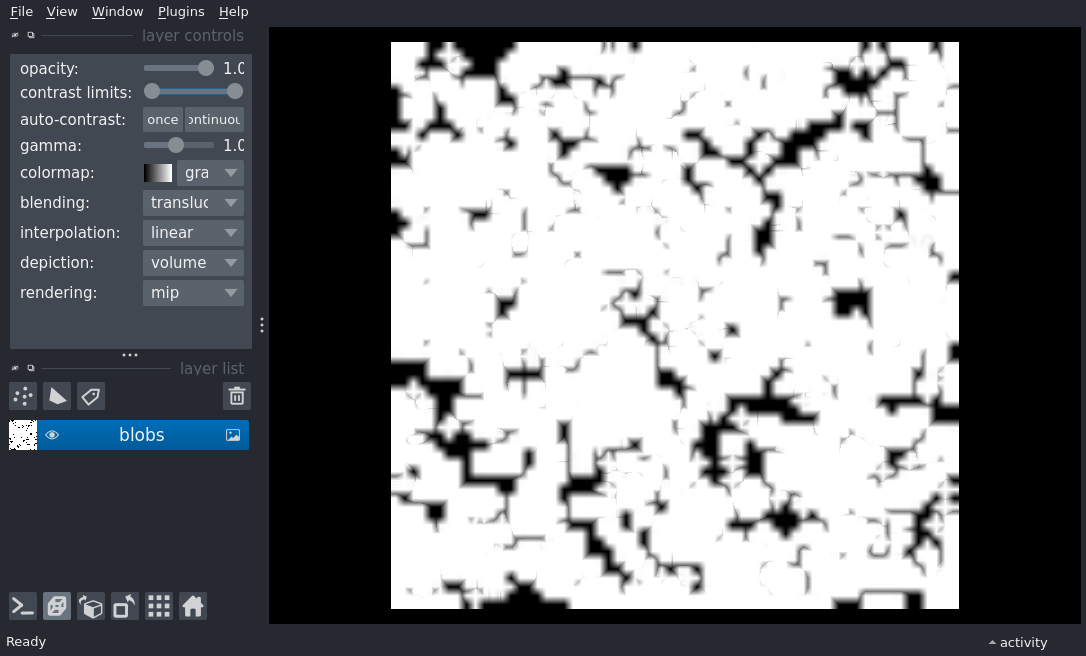 File View Window Plugins Help
layer controls
opacity: 1.0
contrast limits:
auto-contrast: once ontinuou
gamma: 1.0
colormap: gra
blending: transluc
interpolation: linear
depiction: volume
rendering: mip
layer list
blobs
Ready
activity